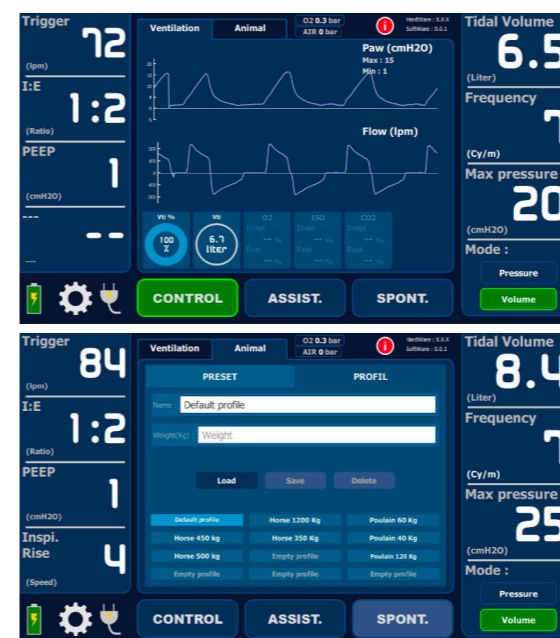 Trigger
72
(lpm)
I:E
1:2
(Ratio)
PEEP
1
(cmH2O)
---
--
---
Ventilation
Animal
O2 0.3 bar
AIR 0 bar
HardWare : X.X.X
SoftWare : 0.0.1
Paw (cmH2O)
Max : 15
Min : 1
Flow (lpm)
Vti %
100
%
Vti
6.7
liter
O2
Inspi
-- %
Expi
-- %
ISO
Inspi
-- %
Expi
-- %
CO2
Inspi
-- %
Expi
-- %
CONTROL
ASSIST.
SPONT.
Tidal Volume
6.5
(Liter)
Frequency
(Cy/m)
Max pressure
20
(cmH2O)
Mode :
Pressure
Volume
Trigger
84
(lpm)
I:E
1:2
(Ratio)
PEEP
1
(cmH2O)
Inspi.
Rise
4
(Speed)
Ventilation
Animal
O2 0.3 bar
AIR 0 bar
HardWare : X.X.X
SoftWare : 0.0.1
PRESET
PROFIL
Name : Default profile
Weight(Kg) : Weight
Load
Save
Delete
Default profile
Horse 1200 Kg
Poulain 60 Kg
Horse 450 kg
Horse 350 Kg
Poulain 40 Kg
Horse 500 kg
Empty profile
Poulain 120 Kg
Empty profile
Empty profile
Empty profile
CONTROL
ASSIST.
SPONT.
Tidal Volume
8.4
(Liter)
Frequency
(Cy/m)
Max pressure
25
(cmH2O)
Mode :
Pressure
Volume